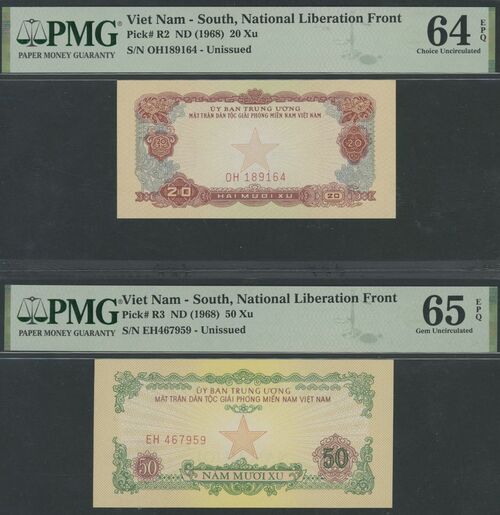 PMG
PAPER MONEY GUARANTY
Viet Nam - South, National Liberation Front
Pick# R2 ND (1968) 20 Xu
S/N OH189164 - Unissued
64 EPQ
Choice Uncirculated
ỦY BAN TRUNG ƯƠNG
MẶT TRẬN DÂN TỘC GIẢI PHÓNG MIỀN NAM VIỆT NAM
20
20
OH 189164
20
HAI MƯƠI XU
20
PMG
PAPER MONEY GUARANTY
Viet Nam - South, National Liberation Front
Pick# R3 ND (1968) 50 Xu
S/N EH467959 - Unissued
65 EPQ
Gem Uncirculated
ỦY BAN TRUNG ƯƠNG
MẶT TRẬN DÂN TỘC GIẢI PHÓNG MIỀN NAM VIỆT NAM
EH 467959
50
50
NĂM MƯƠI XU